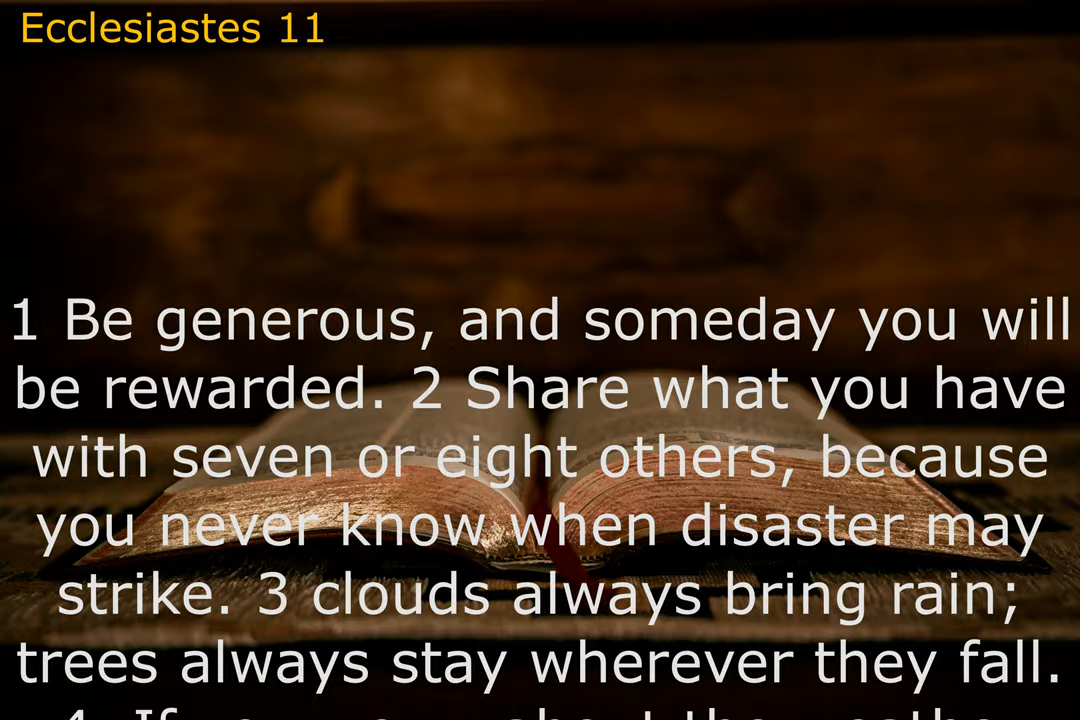 Ecclesiastes 11
1 Be generous, and someday you will
be rewarded. 2 Share what you have
with seven or eight others, because
you never know when disaster may
strike. 3 clouds always bring rain;
trees always stay wherever they fall.